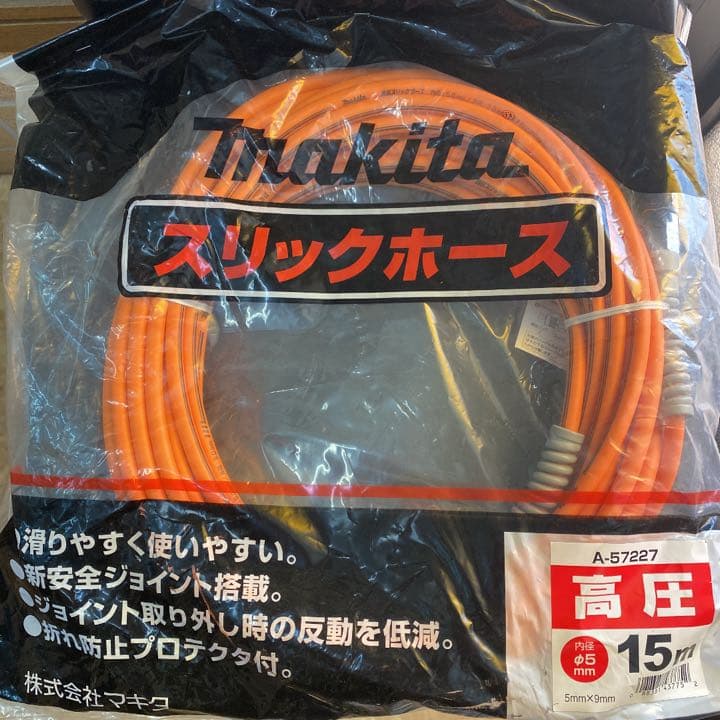 makita
スリックホース
滑りやすく使いやすい。
●新安全ジョイント搭載。
●ジョイント取り外し時の反動を低減。
●折れ防止プロテクタ付。
株式会社マキタ
A-57227
高圧
内径
φ5
mm
15m
5mm×9mm